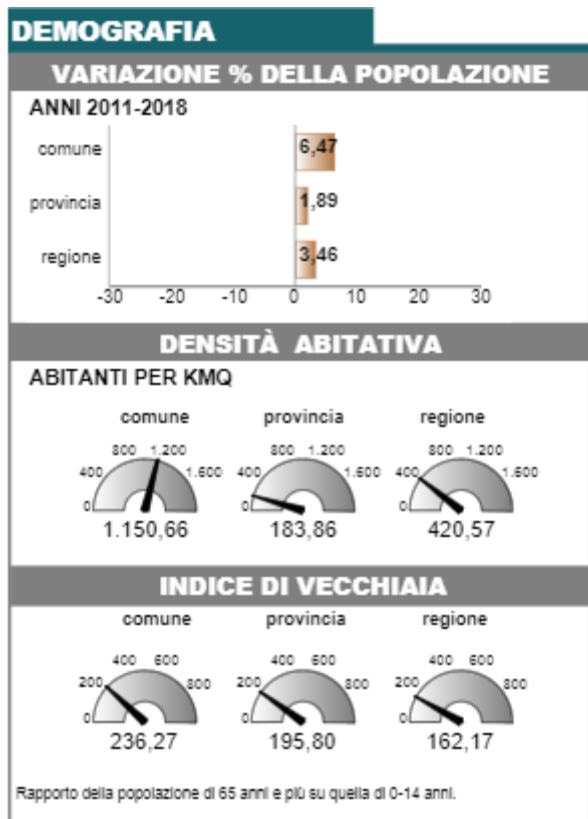 DEMOGRAFIA
VARIAZIONE % DELLA POPOLAZIONE
ANNI 2011-2018
comune 6,47
provincia 1,89
regione 3,46
-30 -20 -10 0 10 20 30
DENSITÀ ABITATIVA
ABITANTI PER KMQ
comune provincia regione
800 1.200 800 1.200 800 1.200
400 1.600 400 1.600 400 1.600
0 0 0
1.150,66 183,86 420,57
INDICE DI VECCHIAIA
comune provincia regione
400 600 400 600 400 600
200 800 200 800 200 800
0 0 0
236,27 195,80 162,17
Rapporto della popolazione di 65 anni e più su quella di 0-14 anni.